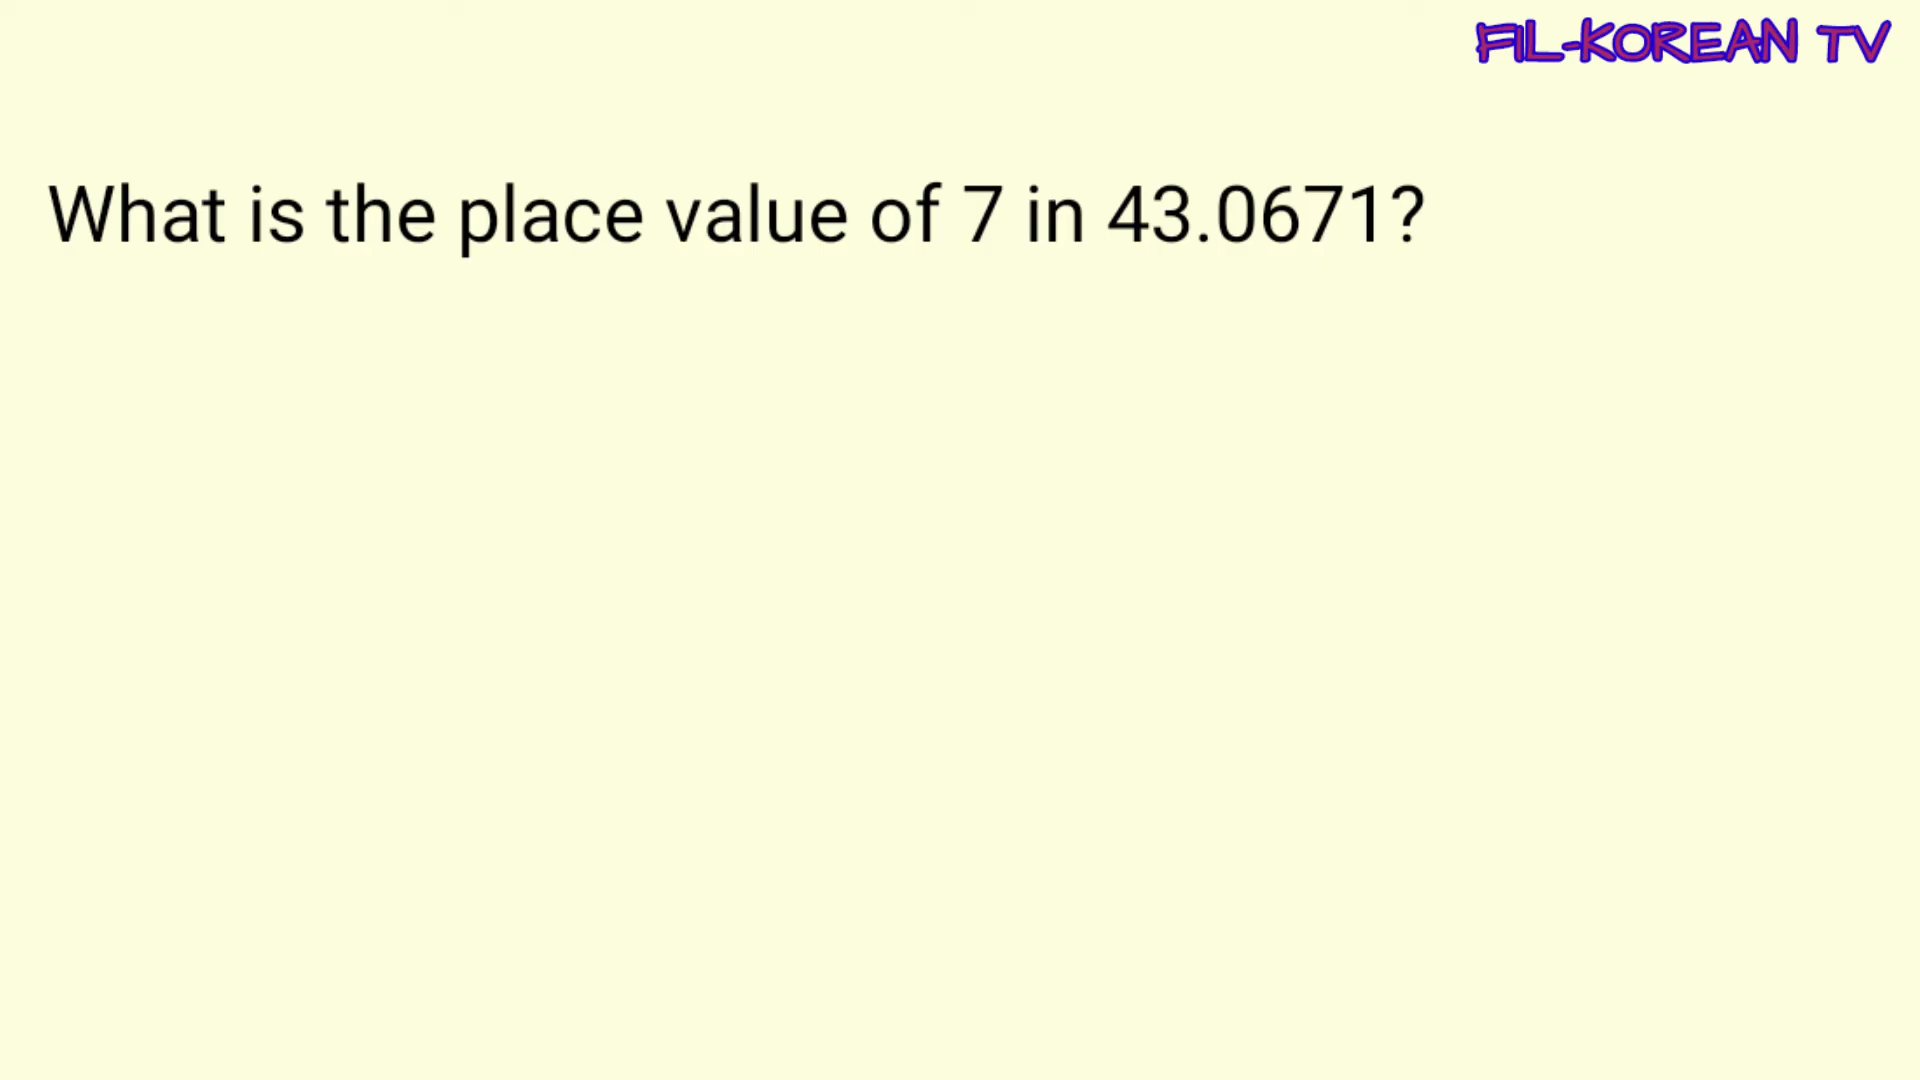 FIL-KOREAN TV
What is the place value of 7 in 43.0671?